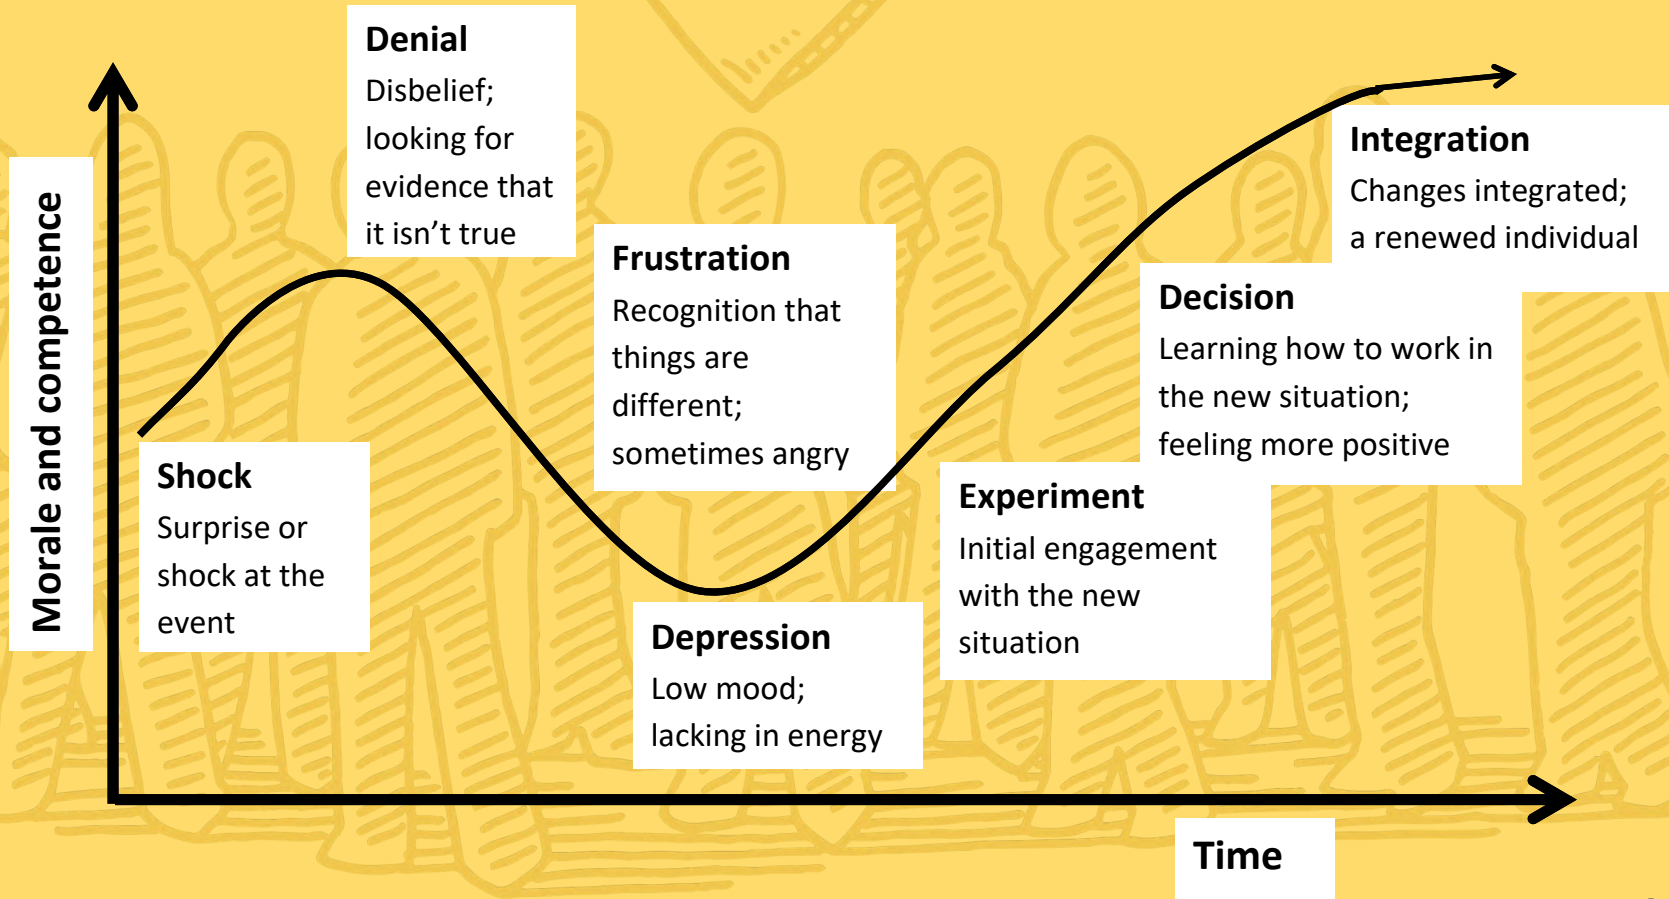 Denial
Disbelief;
looking for
evidence that
it isn’t true
Morale and competence
Shock
Surprise or
shock at the
event
Frustration
Recognition that
things are
different;
sometimes angry
Depression
Low mood;
lacking in energy
Experiment
Initial engagement
with the new
situation
Decision
Learning how to work in
the new situation;
feeling more positive
Integration
Changes integrated;
a renewed individual
Time